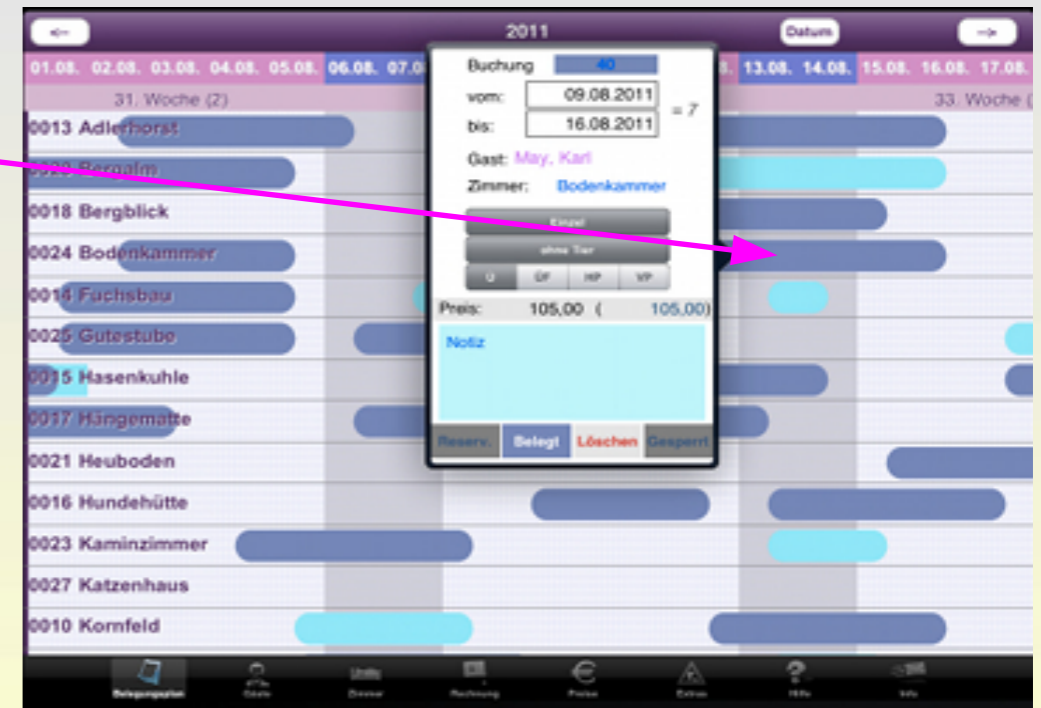 <-- 2011 Datum -->
01.08. 02.08. 03.08. 04.08. 05.08. 06.08. 07.0 8. 13.08. 14.08. 15.08. 16.08. 17.08.
31. Woche (2) 33. Woche (
Buchung 40
vom: 09.08.2011
= 7
bis: 16.08.2011
Gast: May, Karl
Zimmer: Bodenkammer
Einzel
ohne Tier
Ü ÜF HP VP
Preis: 105,00 ( 105,00)
Notiz
Reserv. Belegt Löschen Gesperrt
0013 Adlerhorst
Bergalm
0018 Bergblick
0024 Bodenkammer
0014 Fuchsbau
0025 Gutestube
0015 Hasenkuhle
0017 Hängematte
0021 Heuboden
0016 Hundehütte
0023 Kaminzimmer
0027 Katzenhaus
0010 Kornfeld
Belegungsplan Gäste Zimmer Rechnung Preise Extras Hilfe Info